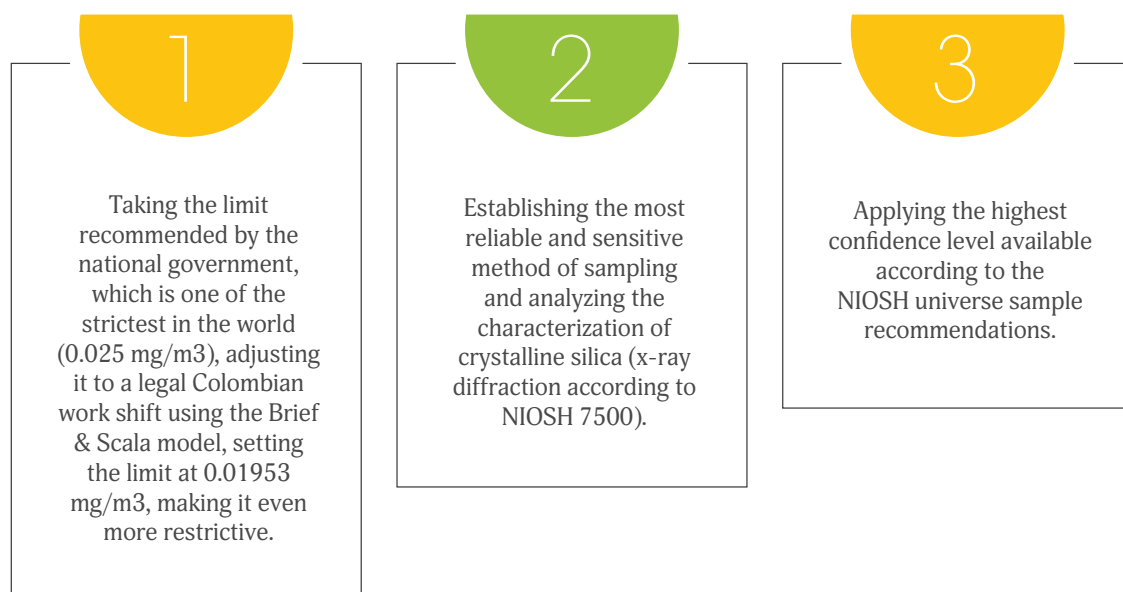 1
Taking the limit
recommended by the
national government,
which is one of the
strictest in the world
(0.025 mg/m3), adjusting
it to a legal Colombian
work shift using the Brief
& Scala model, setting
the limit at 0.01953
mg/m3, making it even
more restrictive.
2
Establishing the most
reliable and sensitive
method of sampling
and analyzing the
characterization of
crystalline silica (x-ray
diffraction according to
NIOSH 7500).
3
Applying the highest
confidence level available
according to the
NIOSH universe sample
recommendations.